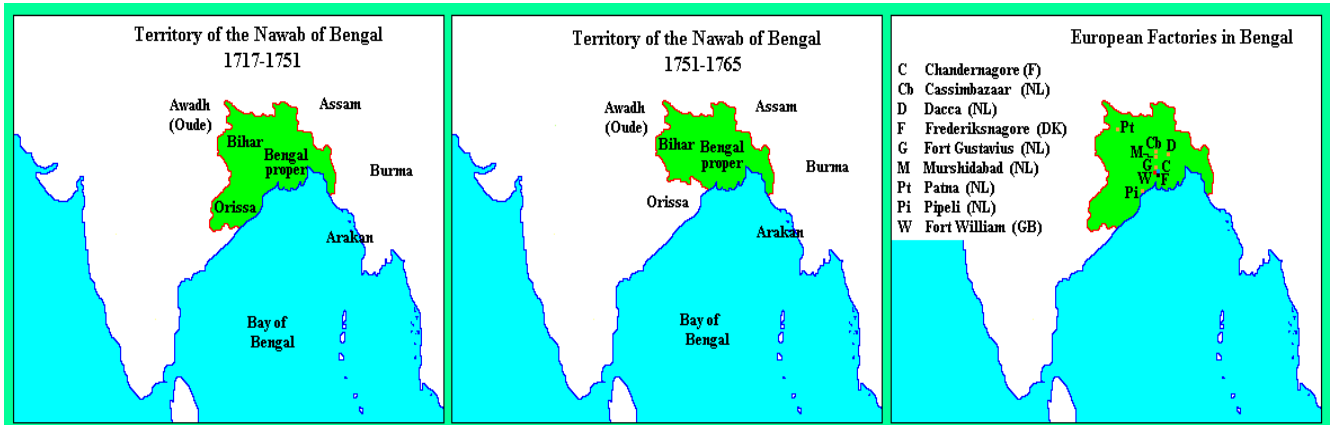 Territory of the Nawab of Bengal
1717-1751
Awadh
(Oude)
Assam
Bihar
Bengal
proper
Burma
Orissa
Arakan
Bay of
Bengal
Territory of the Nawab of Bengal
1751-1765
Awadh
(Oude)
Assam
Bihar
Bengal
proper
Burma
Orissa
Arakan
Bay of
Bengal
European Factories in Bengal
C Chandernagore (F)
Cb Cassimbazaar (NL)
D Dacca (NL)
F Frederiksnagore (DK)
G Fort Gustavius (NL)
M Murshidabad (NL)
Pt Patna (NL)
Pi Pipeli (NL)
W Fort William (GB)
Pt
Cb D
M
G C
W F
Pi